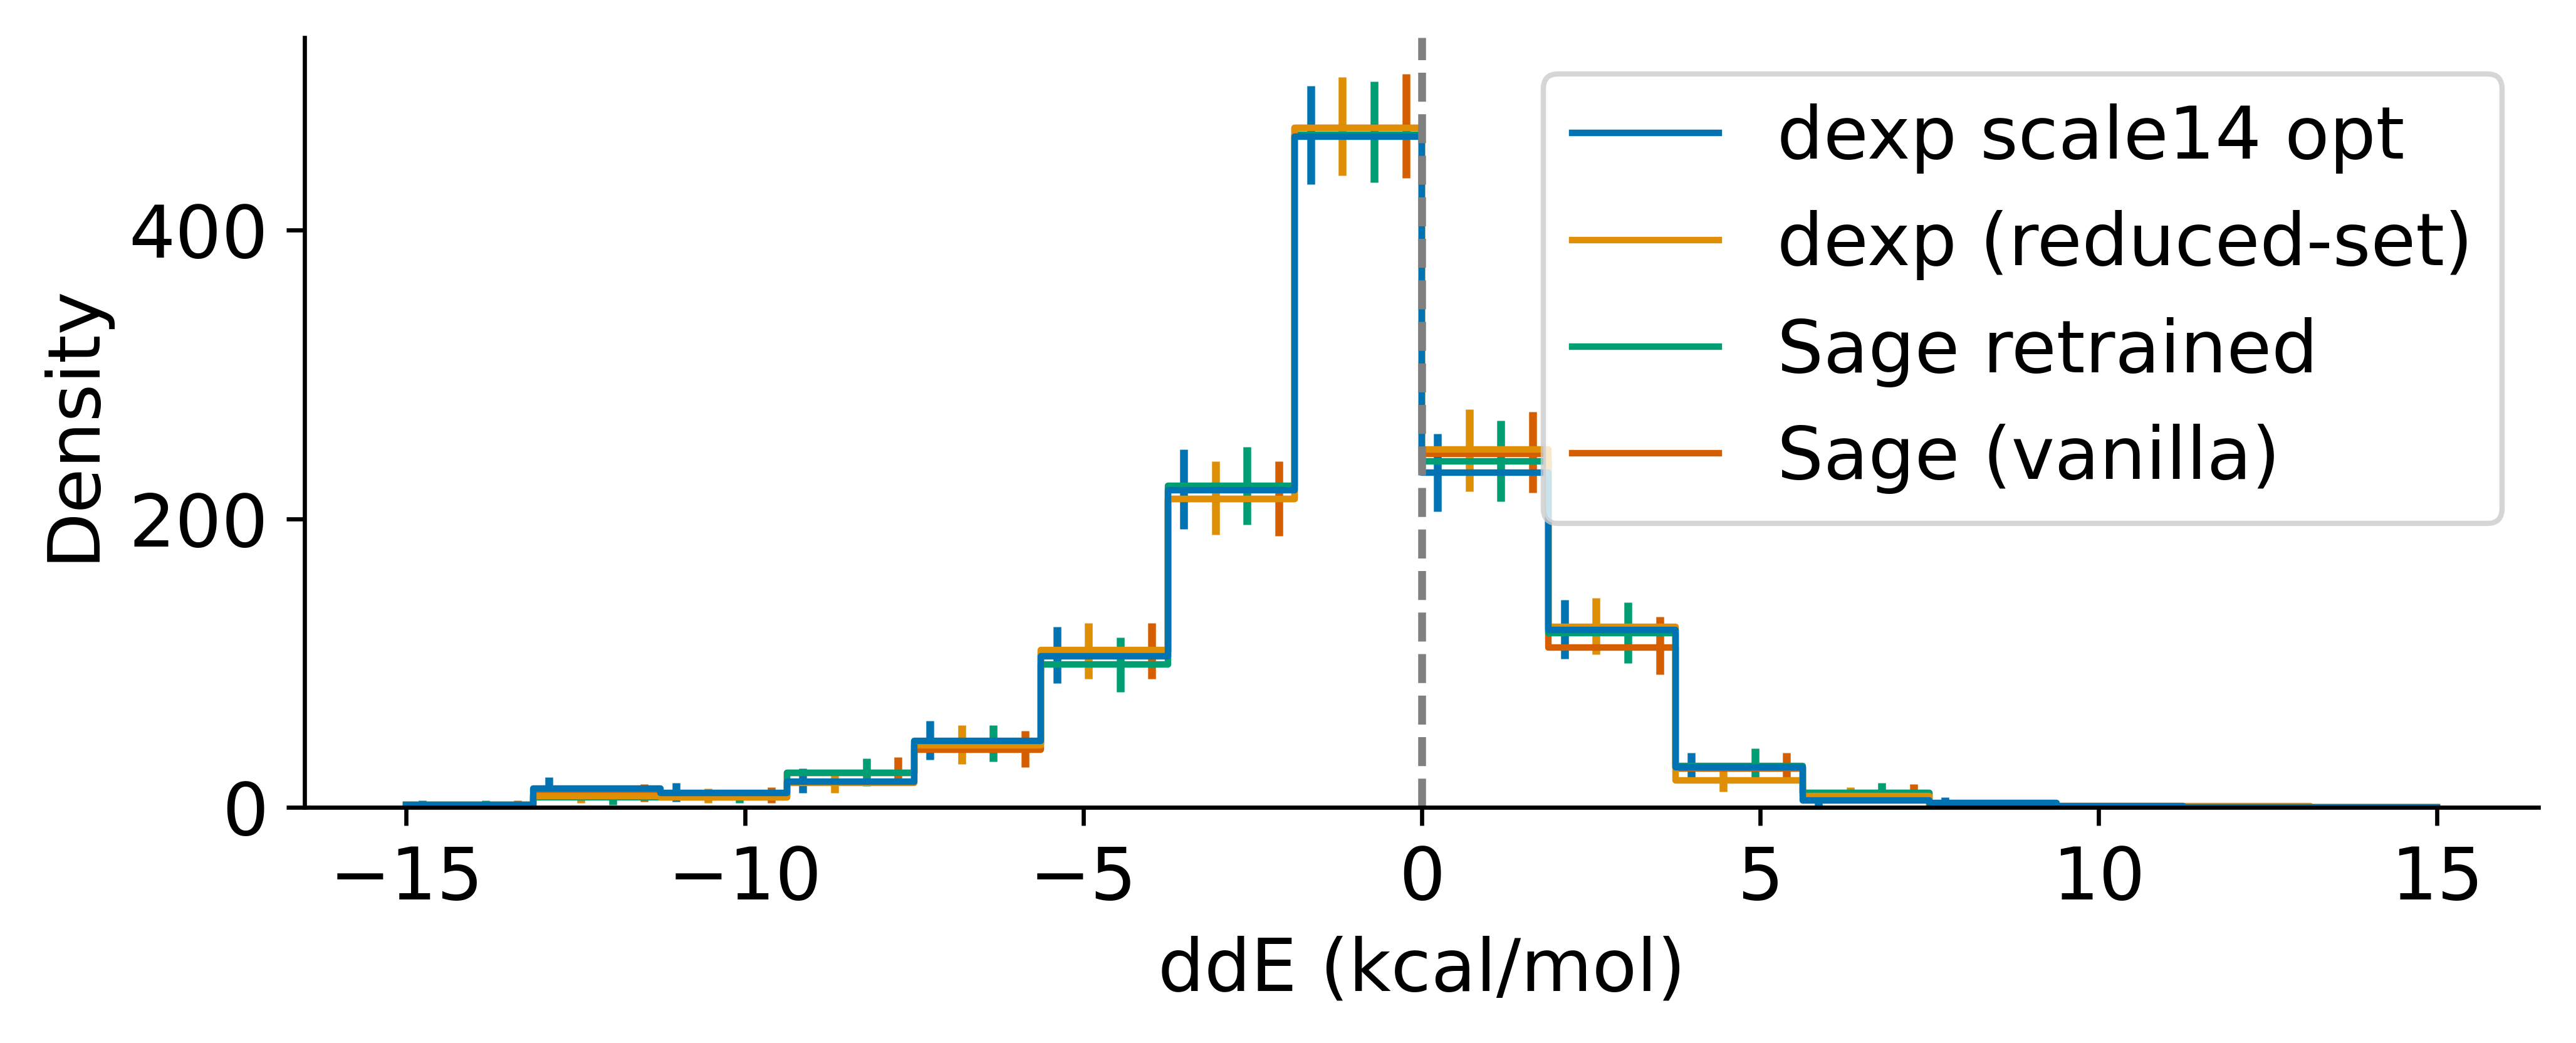 Density
400
200
0
dexp scale14 opt
dexp (reduced-set)
Sage retrained
Sage (vanilla)
−15 −10 −5 0 5 10 15
ddE (kcal/mol)